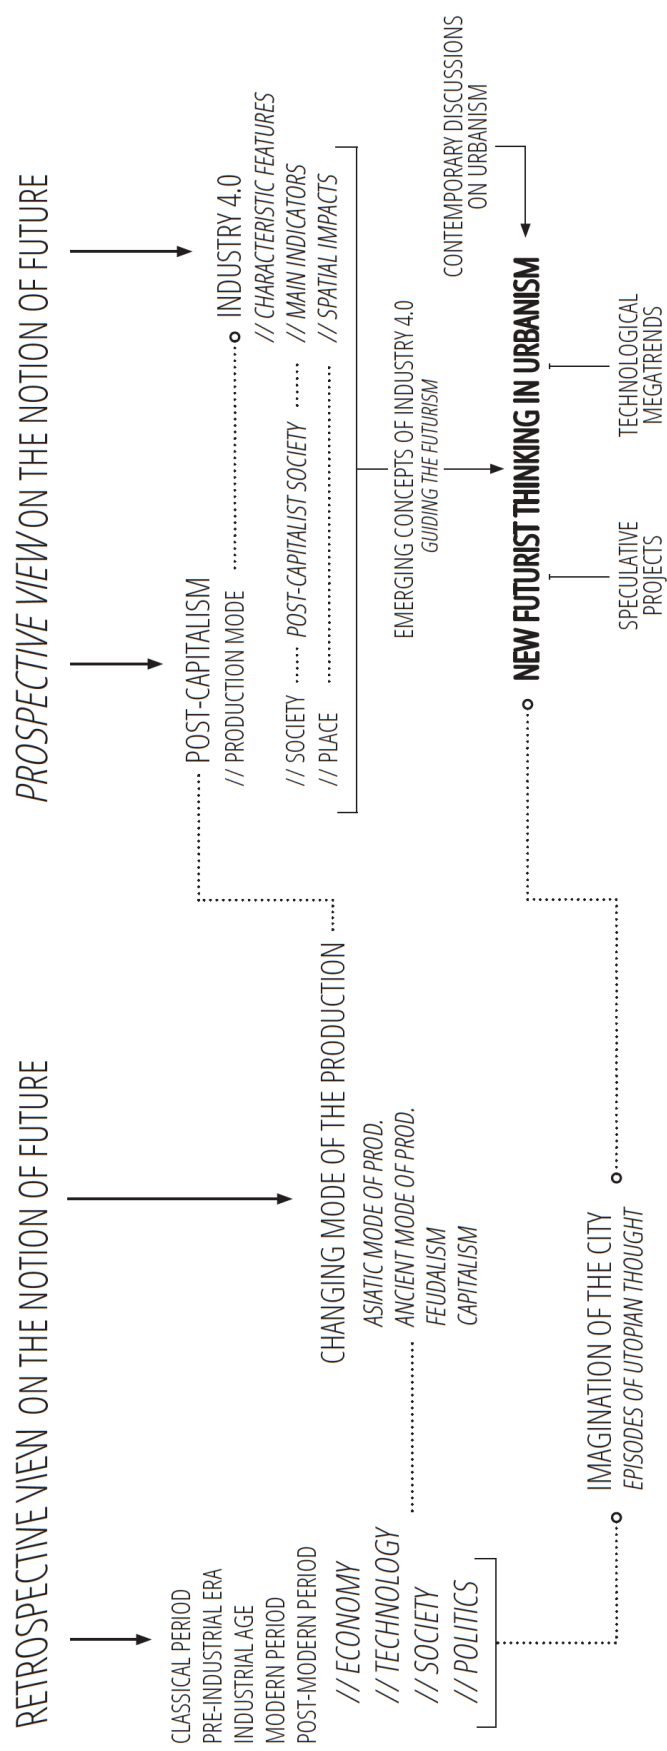 RETROSPECTIVE VIEW ON THE NOTION OF FUTURE
CLASSICAL PERIOD
PRE-INDUSTRIAL ERA
INDUSTRIAL AGE
MODERN PERIOD
POST-MODERN PERIOD
// ECONOMY
// TECHNOLOGY
// SOCIETY
// POLITICS
CHANGING MODE OF THE PRODUCTION
ASIATIC MODE OF PROD.
ANCIENT MODE OF PROD.
FEUDALISM
CAPITALISM
IMAGINATION OF THE CITY
EPISODES OF UTOPIAN THOUGHT
PROSPECTIVE VIEW ON THE NOTION OF FUTURE
POST-CAPITALISM
// PRODUCTION MODE
// SOCIETY
// PLACE
POST-CAPITALIST SOCIETY
INDUSTRY 4.0
// CHARACTERISTIC FEATURES
// MAIN INDICATORS
// SPATIAL IMPACTS
EMERGING CONCEPTS OF INDUSTRY 4.0
GUIDING THE FUTURISM
CONTEMPORARY DISCUSSIONS
ON URBANISM
NEW FUTURIST THINKING IN URBANISM
SPECULATIVE
PROJECTS
TECHNOLOGICAL
MEGATRENDS